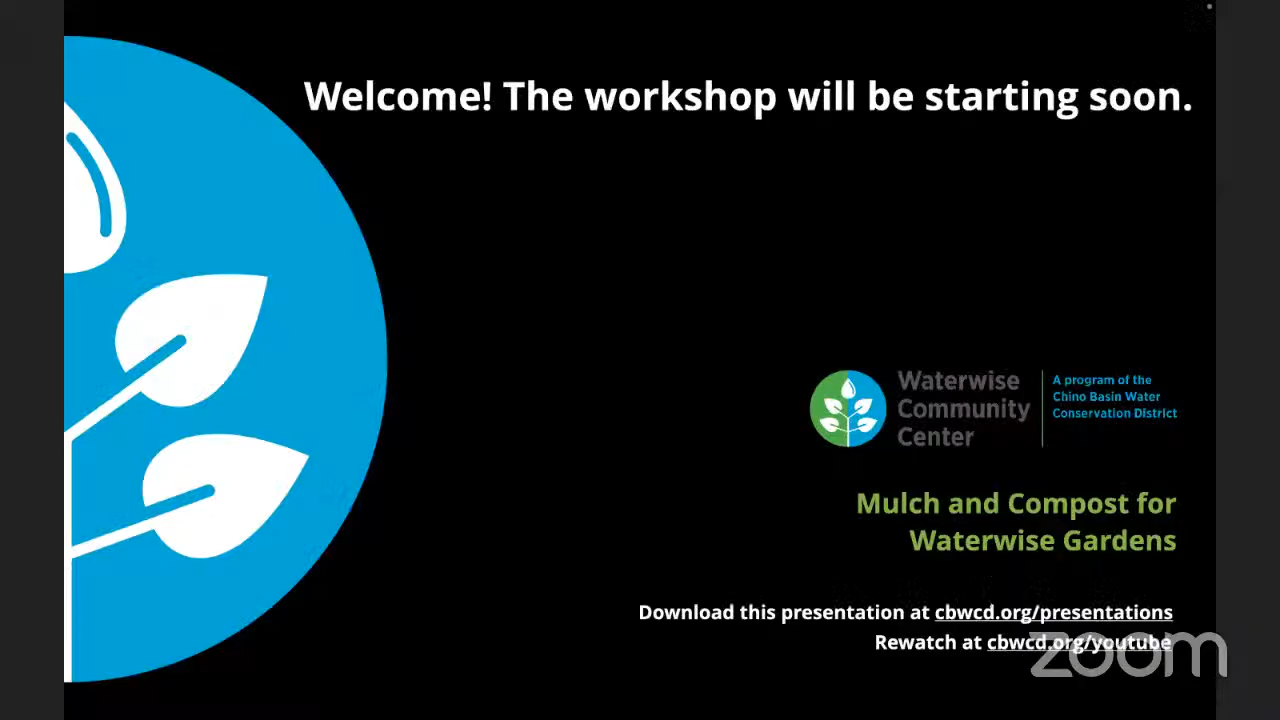 Welcome! The workshop will be starting soon.
Waterwise
Community
Center
A program of the
Chino Basin Water
Conservation District
Mulch and Compost for
Waterwise Gardens
Download this presentation at cbwcd.org/presentations
Rewatch at cbwcd.org/youtube
zoom